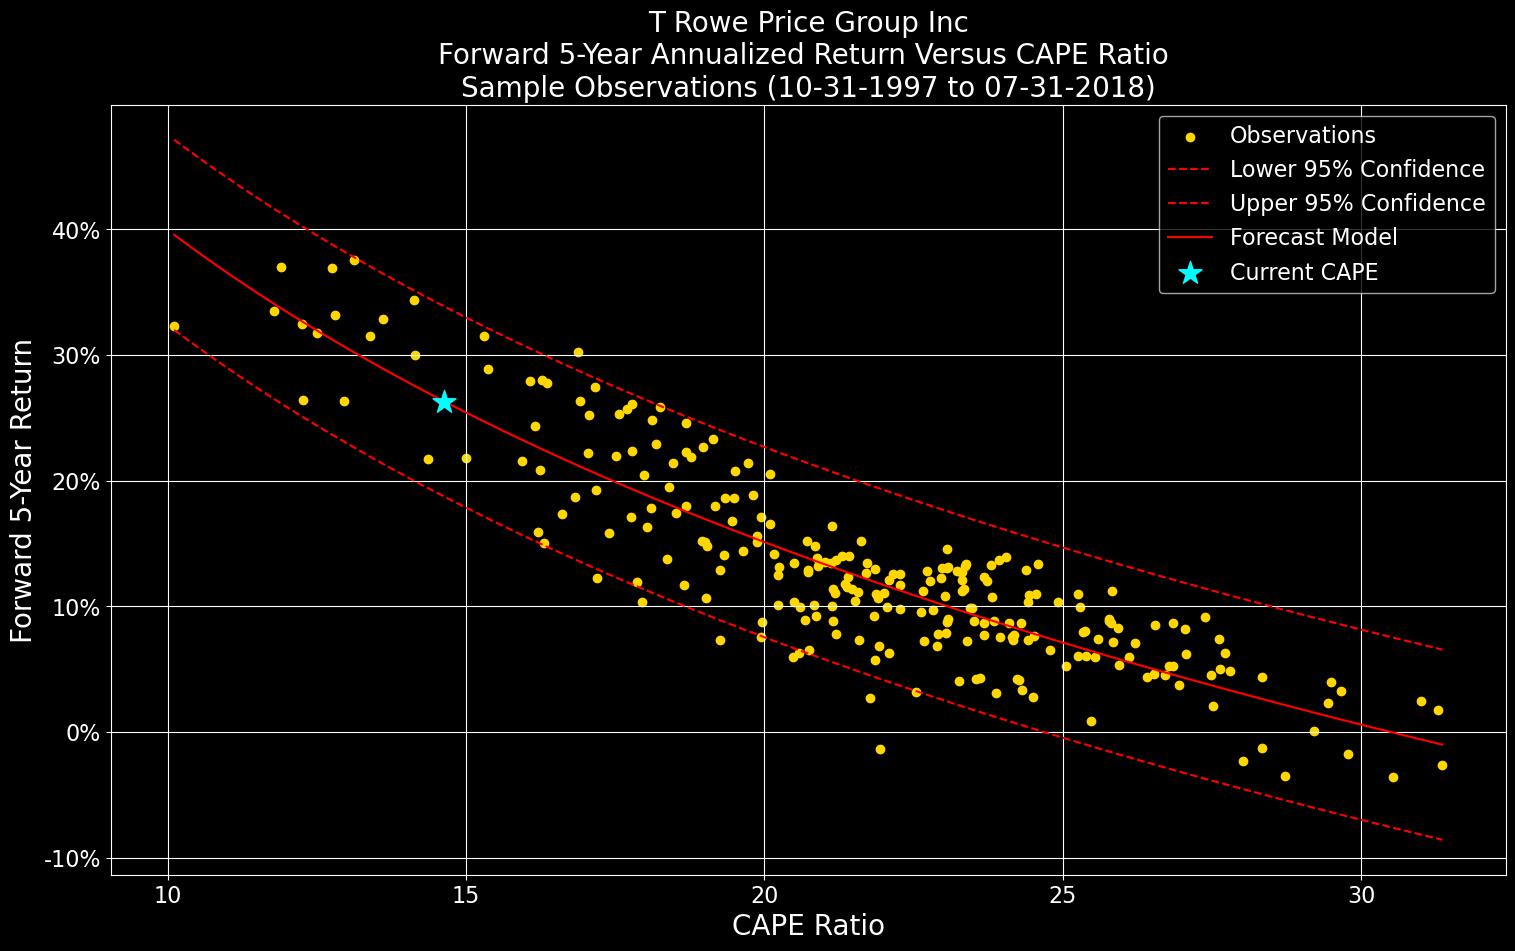 T Rowe Price Group Inc
Forward 5-Year Annualized Return Versus CAPE Ratio
Sample Observations (10-31-1997 to 07-31-2018)
Observations
Lower 95% Confidence
Upper 95% Confidence
Forecast Model
Current CAPE
Forward 5-Year Return
40%
30%
20%
10%
0%
-10%
10 15 20 25 30
CAPE Ratio